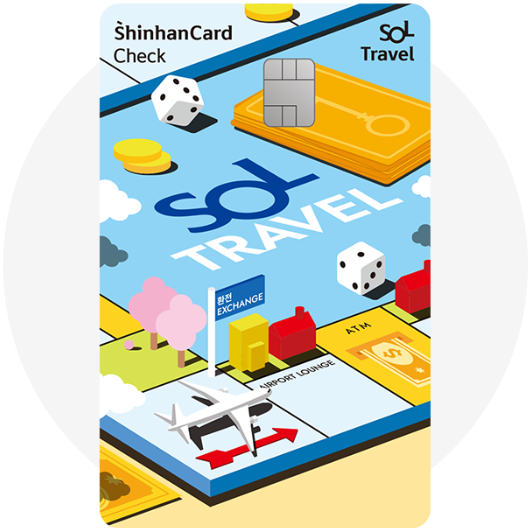 ShinhanCard
Check
SOL
Travel
SOL
TRAVEL
환전
EXCHANGE
ATM
AIRPORT LOUNGE
$